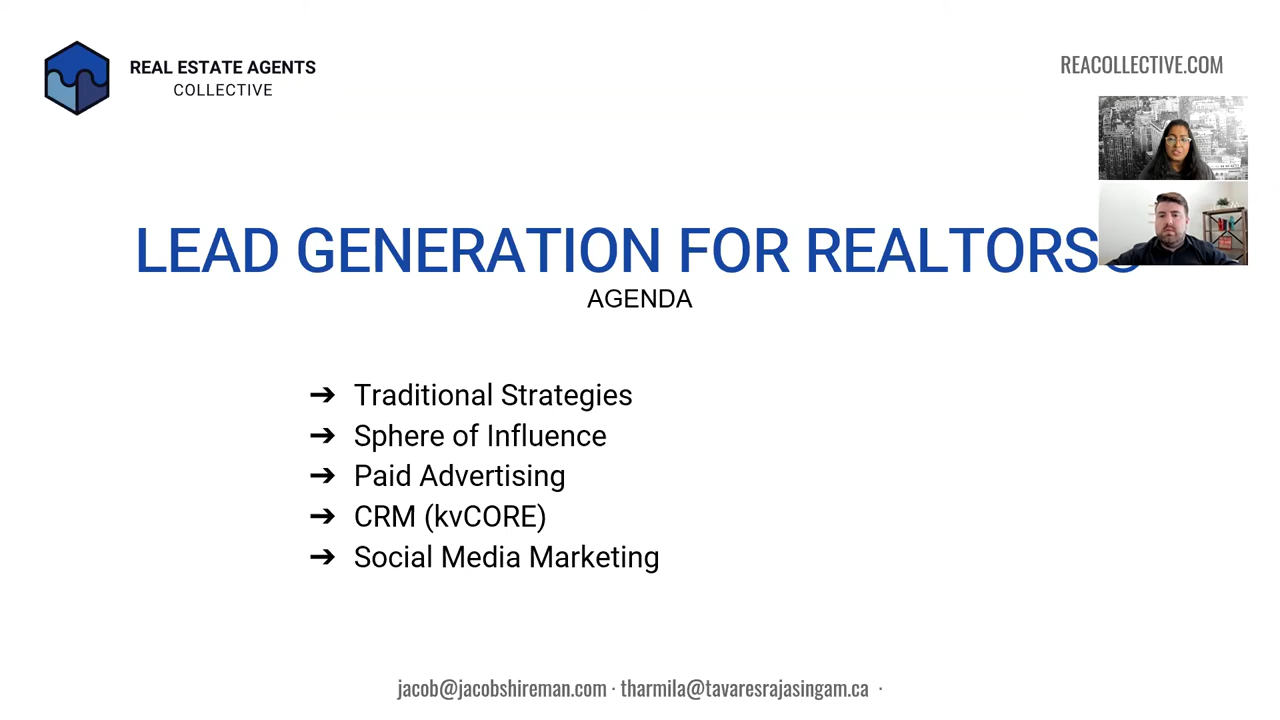 REAL ESTATE AGENTS
COLLECTIVE
REACOLLECTIVE.COM
LEAD GENERATION FOR REALTORS
AGENDA
➔ Traditional Strategies
➔ Sphere of Influence
➔ Paid Advertising
➔ CRM (kvCORE)
➔ Social Media Marketing
jacob@jacobshireman.com · tharmila@tavaresrajasingam.ca ·